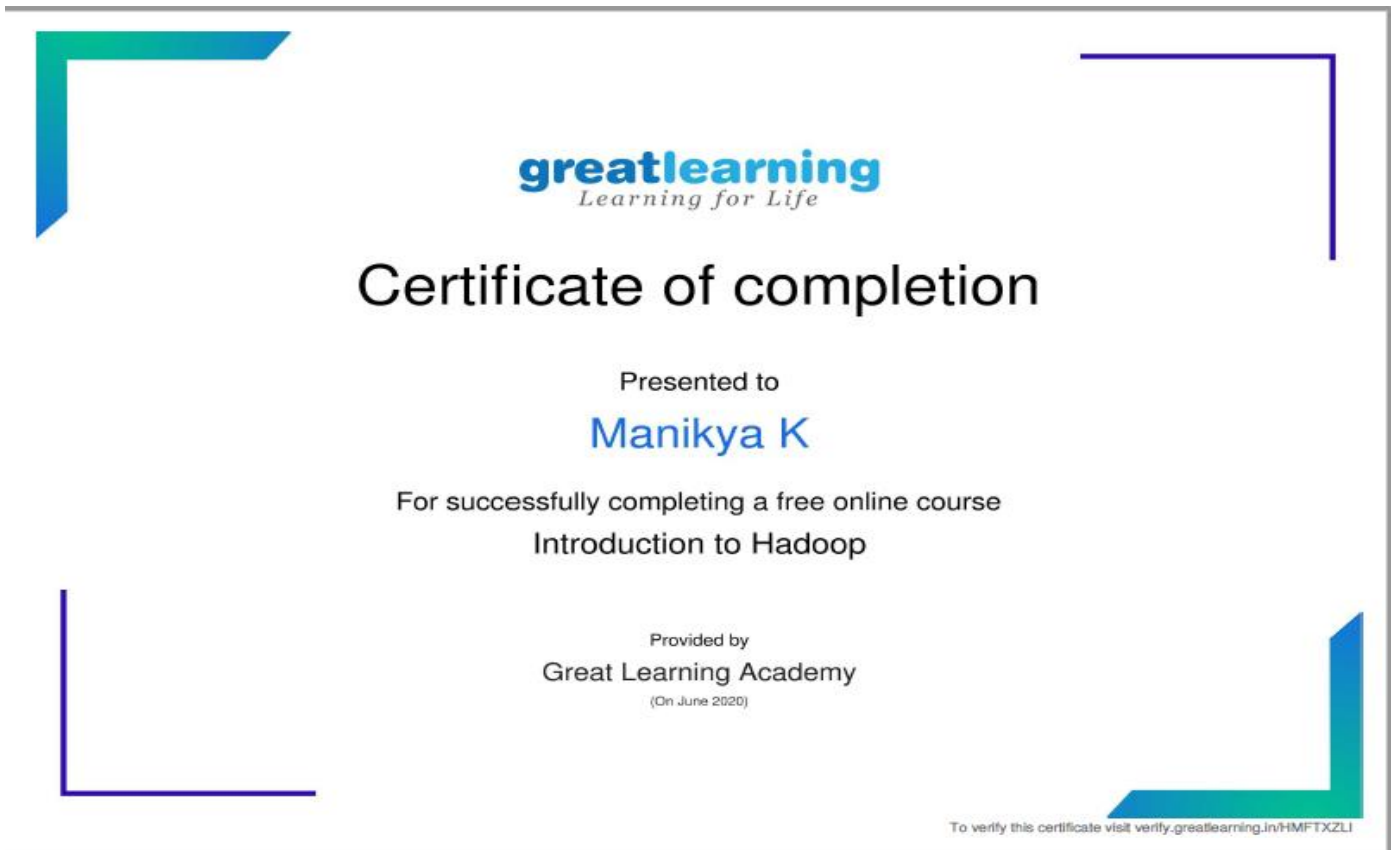 greatlearning
Learning for Life
Certificate of completion
Presented to
Manikya K
For successfully completing a free online course
Introduction to Hadoop
Provided by
Great Learning Academy
(On June 2020)
To verify this certificate visit verify.greatlearning.in/HMFTXZLI